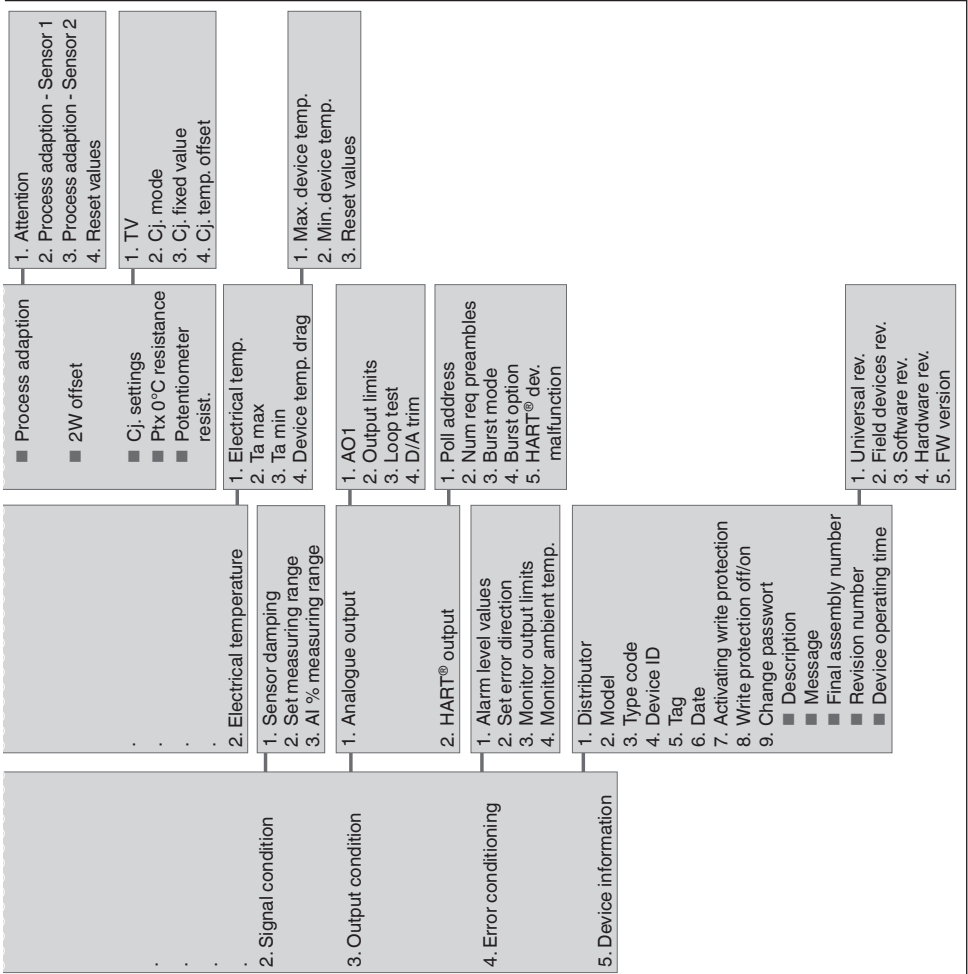 .
.
.
.
2. Signal condition
3. Output condition
4. Error conditioning
5. Device information
.
.
.
.
2. Electrical temperature
1. Sensor damping
2. Set measuring range
3. AI % measuring range
1. Analogue output
2. HART® output
1. Alarm level values
2. Set error direction
3. Monitor output limits
4. Monitor ambient temp.
1. Distributor
2. Model
3. Type code
4. Device ID
5. Tag
6. Date
7. Activating write protection
8. Write protection off/on
9. Change passwort
■ Description
■ Message
■ Final assembly number
■ Revision number
■ Device operating time
■ Process adaption
■ 2W offset
■ Cj. settings
■ Ptx 0°C resistance
■ Potentiometer
resist.
1. Electrical temp.
2. Ta max
3. Ta min
4. Device temp. drag
1. AO1
2. Output limits
3. Loop test
4. D/A trim
1. Poll address
2. Num req preambles
3. Burst mode
4. Burst option
5. HART® dev.
malfunction
1. Universal rev.
2. Field devices rev.
3. Software rev.
4. Hardware rev.
5. FW version
1. Attention
2. Process adaption - Sensor 1
3. Process adaption - Sensor 2
4. Reset values
1. TV
2. Cj. mode
3. Cj. fixed value
4. Cj. temp. offset
1. Max. device temp.
2. Min. device temp.
3. Reset values